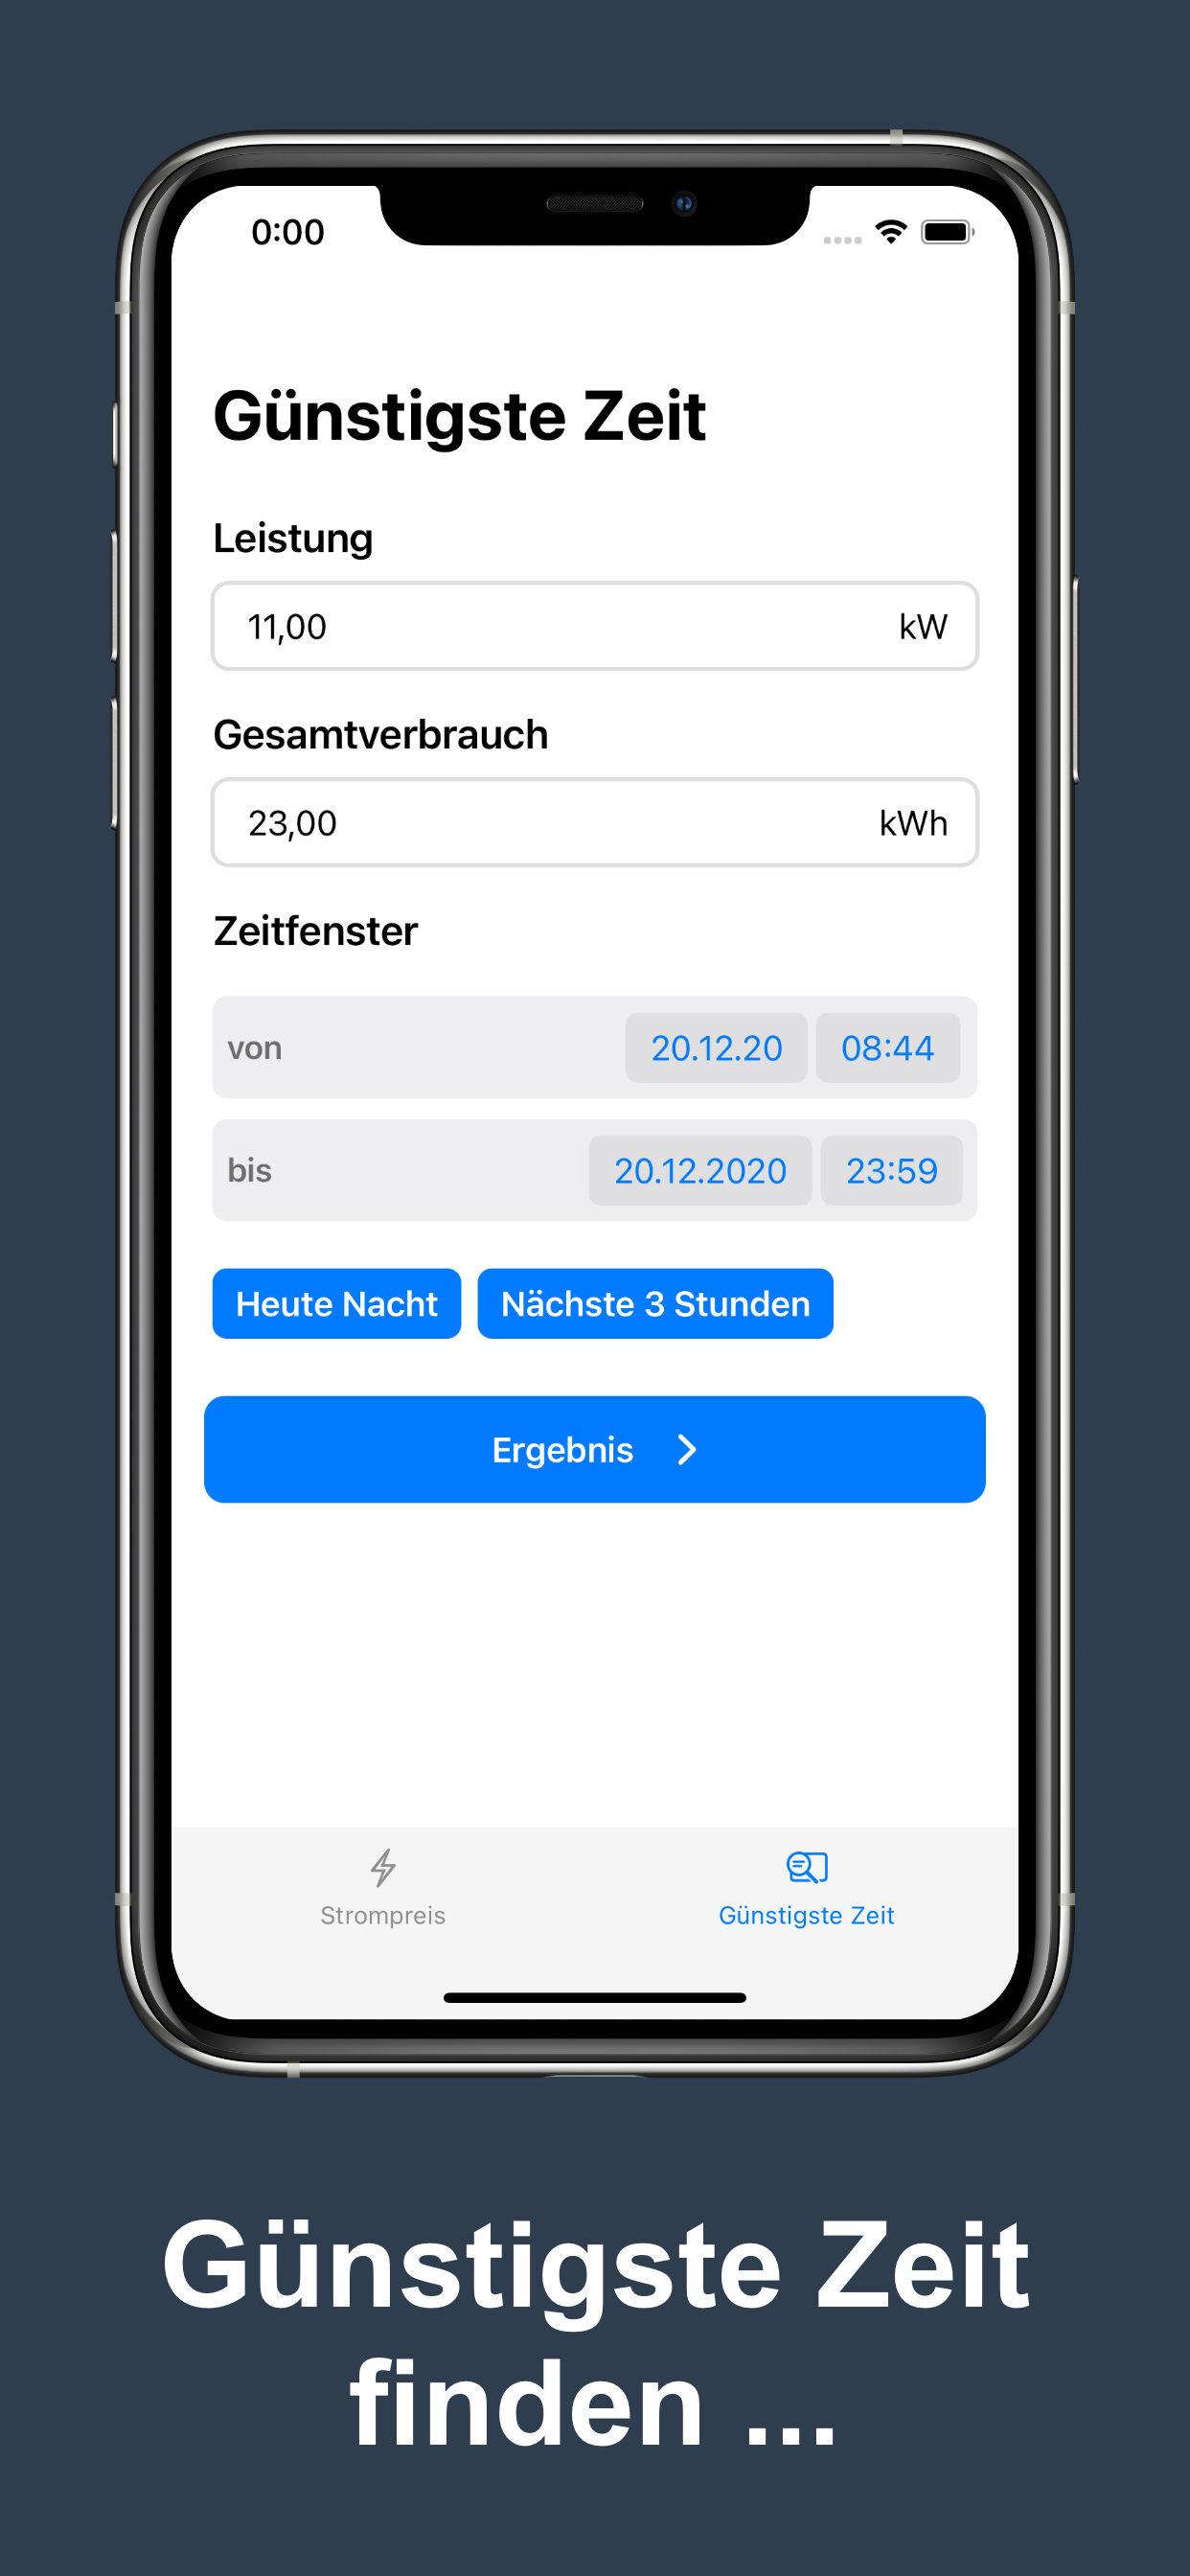 0:00
Günstigste Zeit
Leistung
11,00 kW
Gesamtverbrauch
23,00 kWh
Zeitfenster
von 20.12.20 08:44
bis 20.12.2020 23:59
Heute Nacht Nächste 3 Stunden
Ergebnis
Strompreis Günstigste Zeit
Günstigste Zeit
finden ...